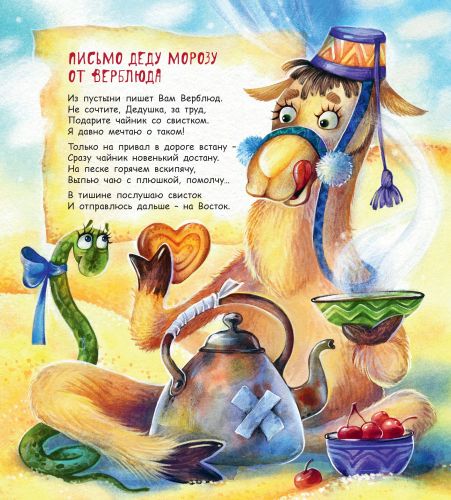 ПИСЬМО ДЕДУ МОРОЗУ
ОТ ВЕРБЛЮДА
Из пустыни пишет Вам Верблюд.
Не сочтите, Дедушка, за труд,
Подарите чайник со свистком.
Я давно мечтаю о таком!
Только на привал в дороге встану –
Сразу чайник новенький достану.
На песке горячем вскипячу,
Выпью чаю с плюшкой, помолчу...
В тишине послушаю свисток
И отправлюсь дальше – на Восток.